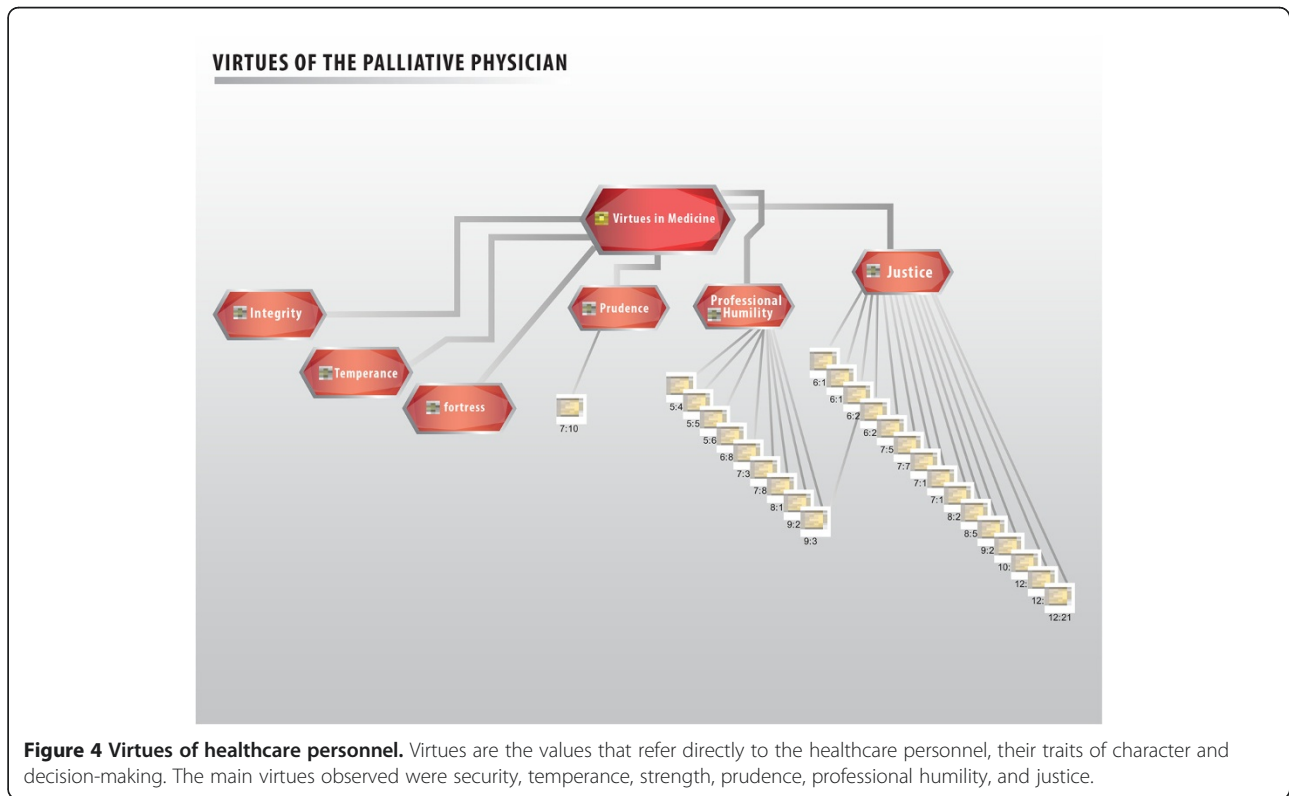 VIRTUES OF THE PALLIATIVE PHYSICIAN
Virtues in Medicine
Justice
Integrity
Prudence
Professional
Humility
Temperance
fortress
7:10
5:4
5:5
5:6
6:8
7:3
7:8
8:1
9:2
9:3
6:1
6:1
6:2
6:2
7:5
7:7
7:1
7:1
8:2
8:5
9:2
10:
12:
12:
12:21
Figure 4 Virtues of healthcare personnel. Virtues are the values that refer directly to the healthcare personnel, their traits of character and
decision-making. The main virtues observed were security, temperance, strength, prudence, professional humility, and justice.